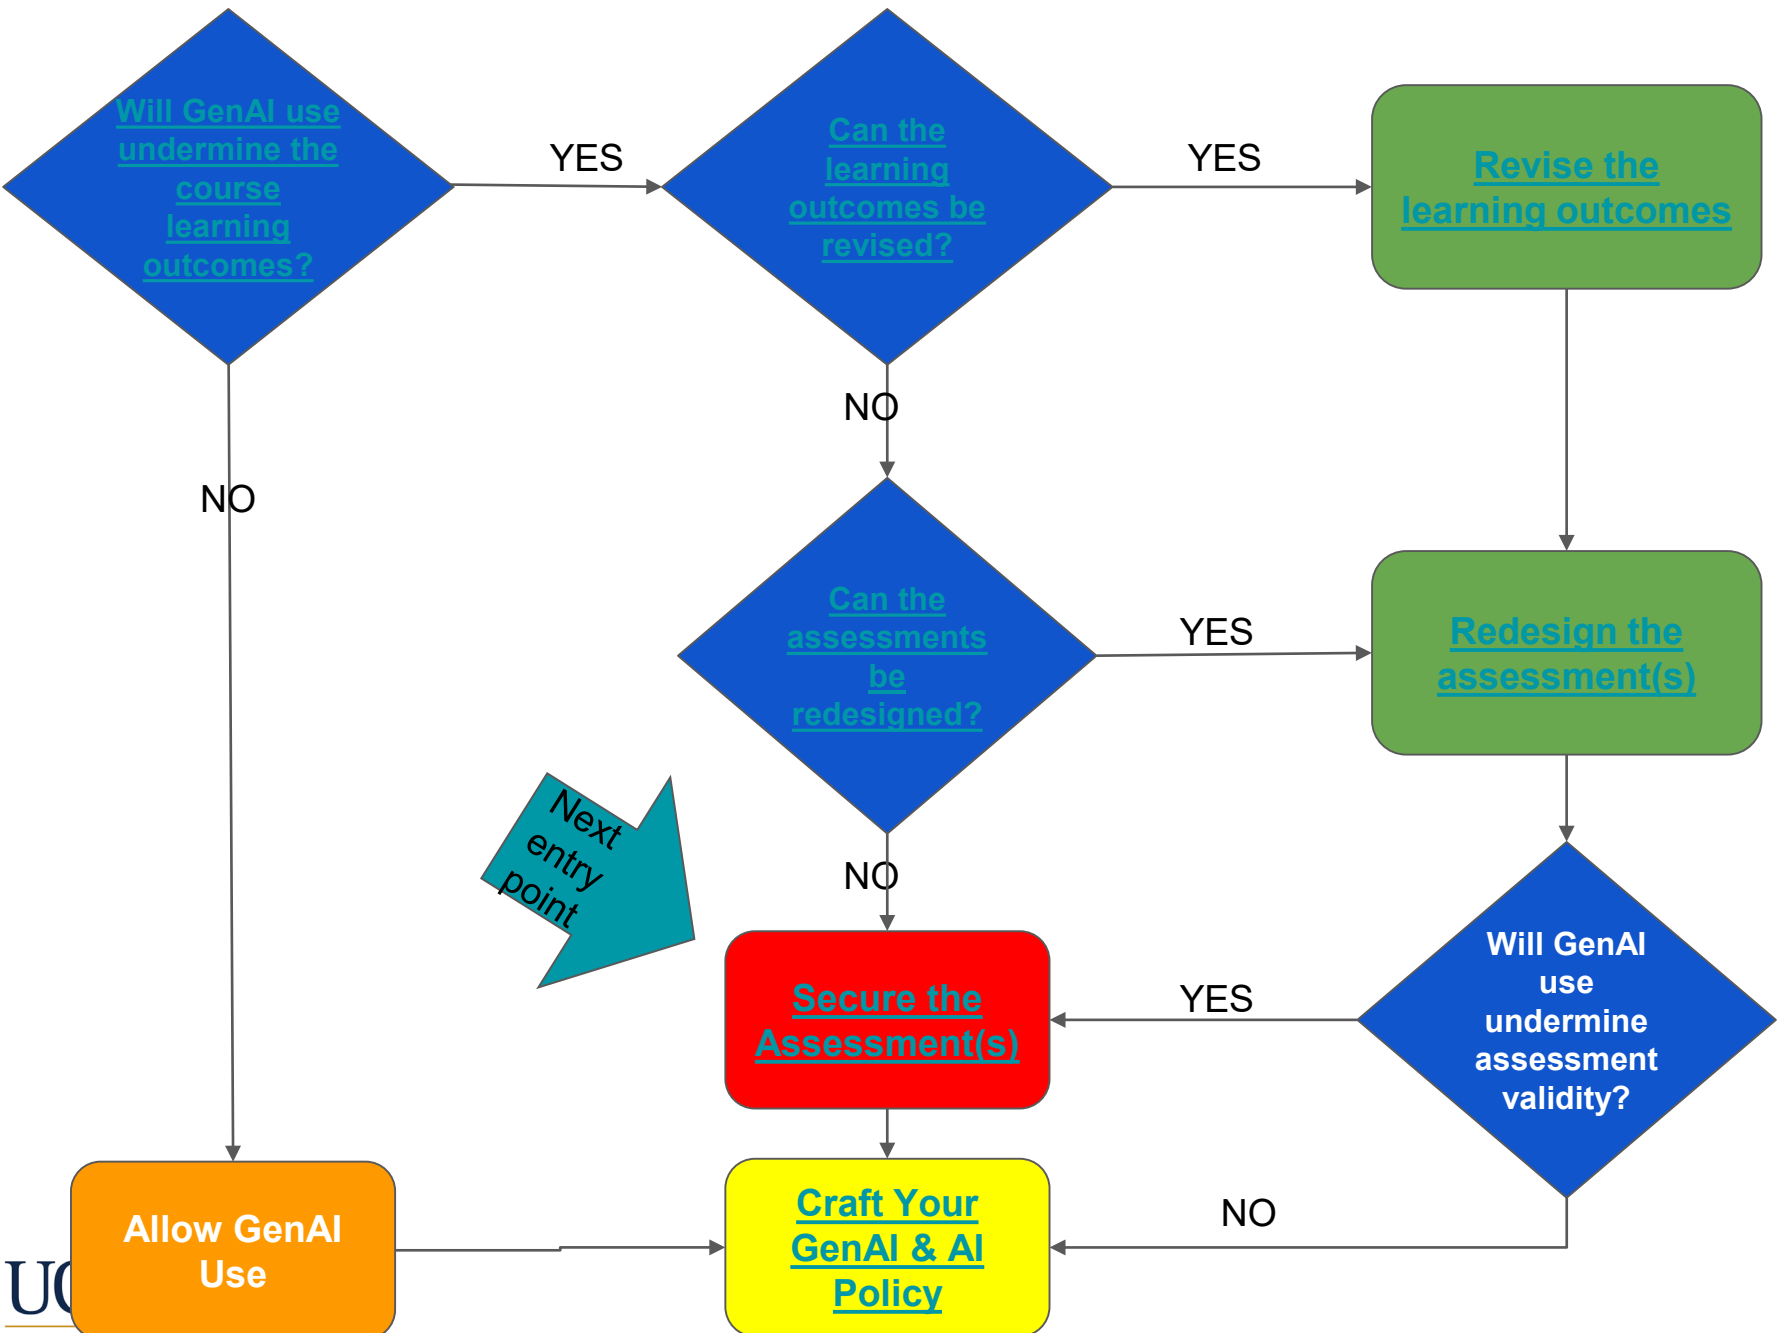 Will GenAI use
undermine the
course
learning
outcomes?
YES
Can the
learning
outcomes be
revised?
YES
Revise the
learning outcomes
NO
NO
Can the
assessments
be
redesigned?
YES
Redesign the
assessment(s)
Next
entry
point
NO
Secure the
Assessment(s)
YES
Will GenAI
use
undermine
assessment
validity?
Allow GenAI
Use
Craft Your
GenAI & AI
Policy
NO